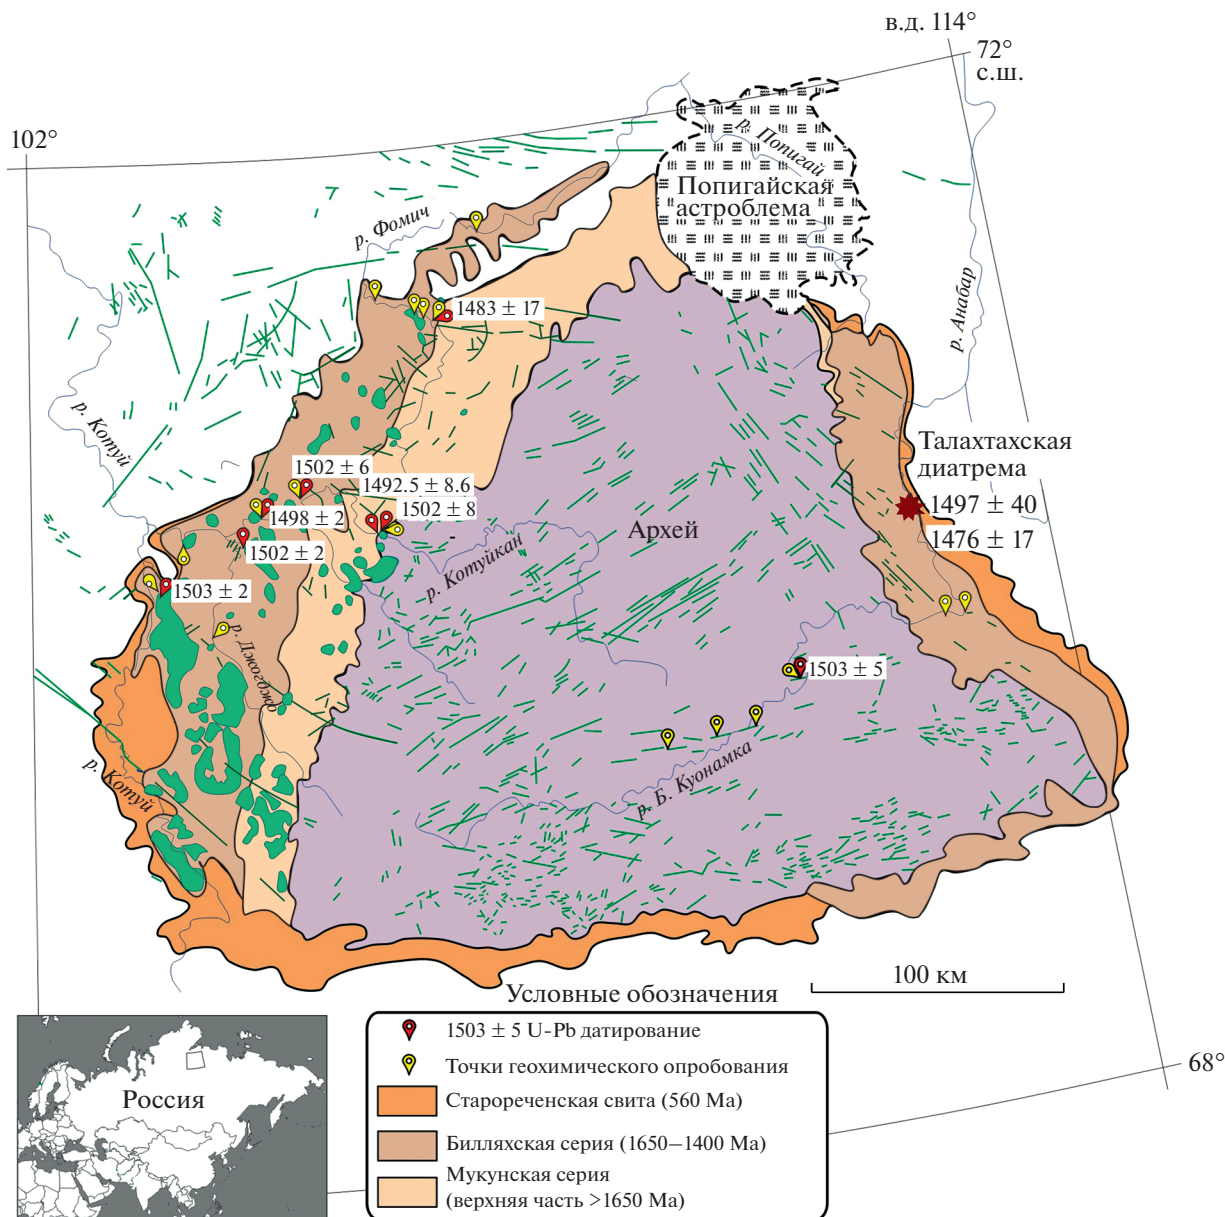 в.д. 114°
72°
с.ш.
102°
р. Попигай
Попигайская
астроблема
р. Фомич
1483 ± 17
р. Анабар
р. Котуй
Талахтахская
диатрема
1497 ± 40
1476 ± 17
1502 ± 6
1492.5 ± 8.6
1502 ± 8
1498 ± 2
1502 ± 2
Архей
р. Котуйкан
1503 ± 2
р. Джогджо
1503 ± 5
р. Котуй
р. Б. Куонамка
100 км
68°
Условные обозначения
1503 ± 5 U-Pb датирование
Точки геохимического опробования
Старореченская свита (560 Ма)
Билляхская серия (1650–1400 Ма)
Мукунская серия
(верхняя часть >1650 Ма)
Россия